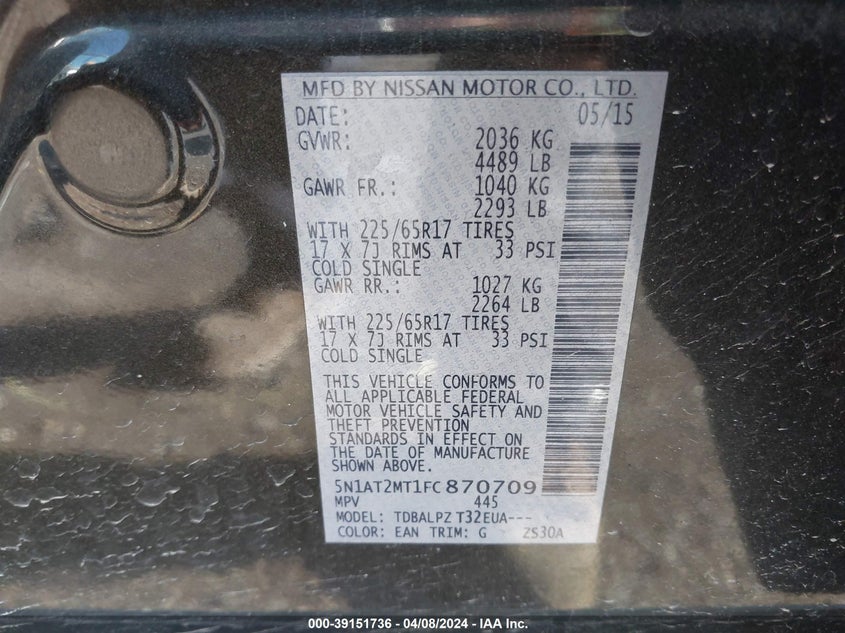 MFD BY NISSAN MOTOR CO., LTD.
DATE: 05/15
GVWR: 2036 KG
4489 LB
GAWR FR.: 1040 KG
2293 LB
WITH 225/65R17 TIRES
17 X 7J RIMS AT 33 PSI
COLD SINGLE
GAWR RR.: 1027 KG
2264 LB
WITH 225/65R17 TIRES
17 X 7J RIMS AT 33 PSI
COLD SINGLE
THIS VEHICLE CONFORMS TO
ALL APPLICABLE FEDERAL
MOTOR VEHICLE SAFETY AND
THEFT PREVENTION
STANDARDS IN EFFECT ON
THE DATE OF MANUFACTURE
SHOWN ABOVE.
5N1AT2MT1FC870709
MPV 445
MODEL: TDBALPZ T32EUA---
COLOR: EAN TRIM: G ZS30A
000-39151736 - 04/08/2024 - IAA Inc.